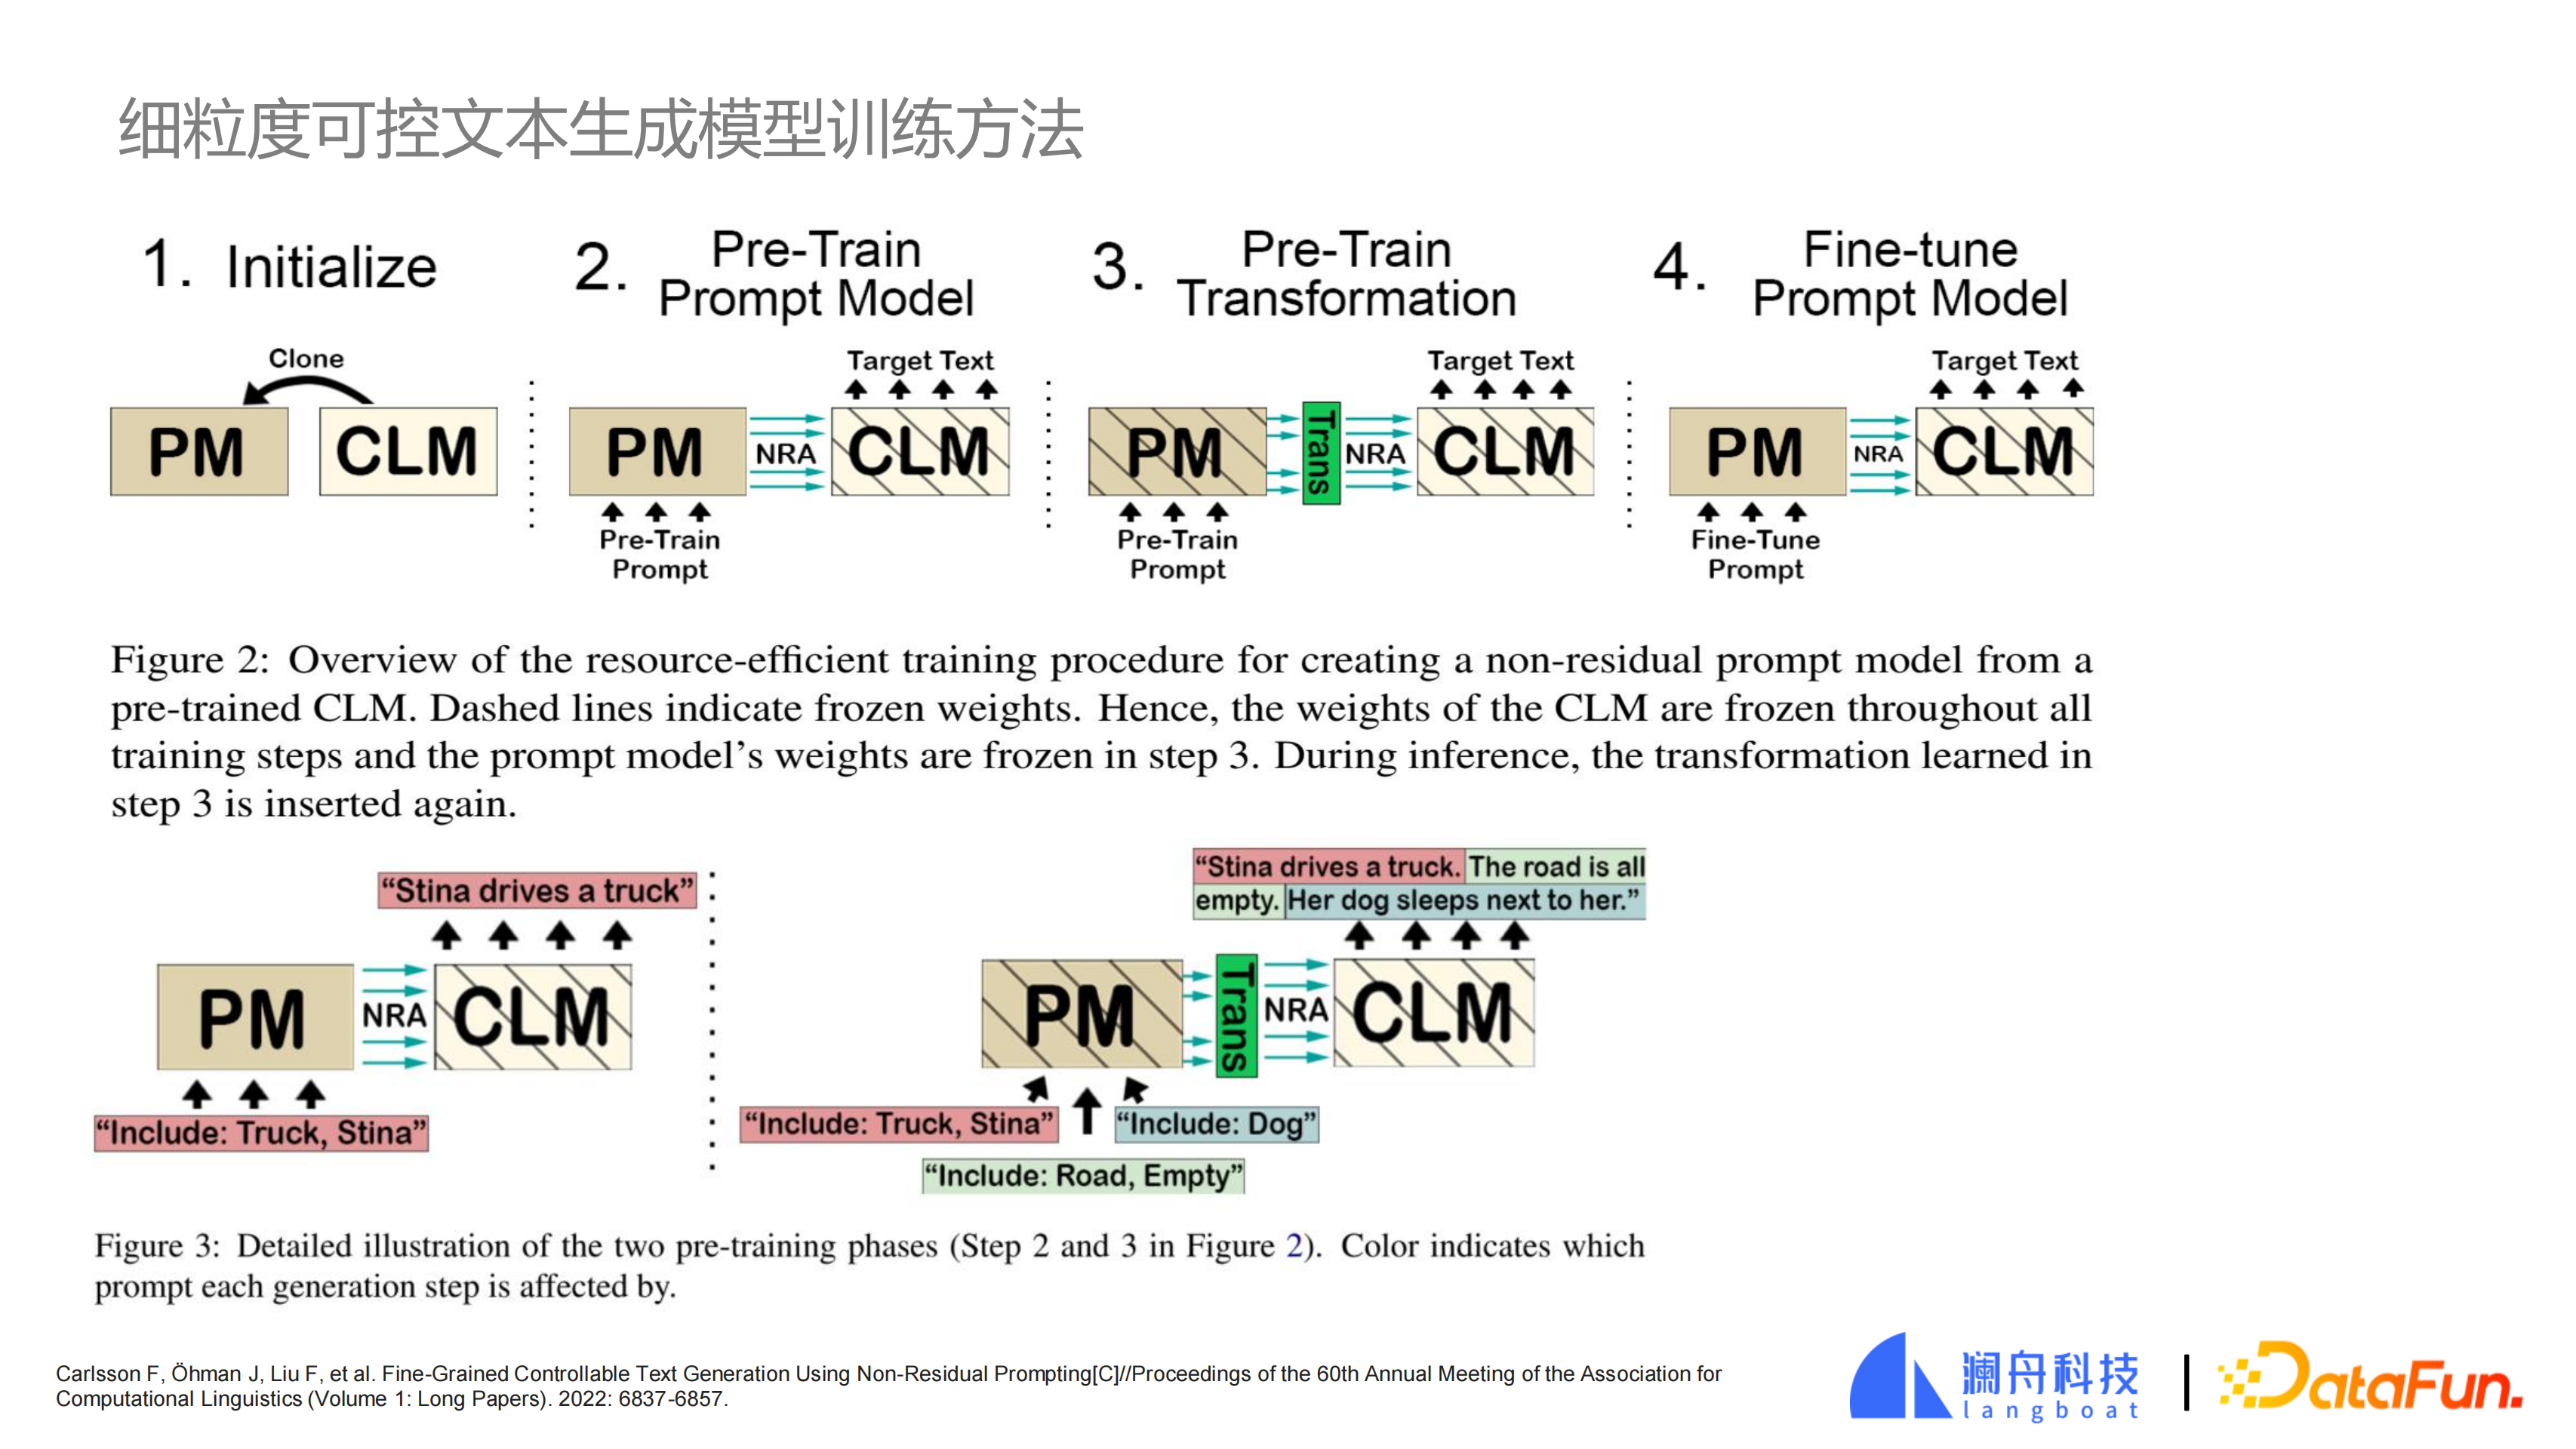 细粒度可控文本生成模型训练方法
1. Initialize
2. Pre-Train
Prompt Model
3. Pre-Train
Transformation
4. Fine-tune
Prompt Model
Clone
PM
CLM
Target Text
PM
NRA
CLM
Pre-Train
Prompt
Target Text
PM
Trans
NRA
CLM
Pre-Train
Prompt
Target Text
PM
NRA
CLM
Fine-Tune
Prompt
Figure 2: Overview of the resource-efficient training procedure for creating a non-residual prompt model from a
pre-trained CLM. Dashed lines indicate frozen weights. Hence, the weights of the CLM are frozen throughout all
training steps and the prompt model’s weights are frozen in step 3. During inference, the transformation learned in
step 3 is inserted again.
“Stina drives a truck”
PM
NRA
CLM
“Include: Truck, Stina”
“Stina drives a truck. The road is all
empty. Her dog sleeps next to her.”
PM
Trans
NRA
CLM
“Include: Truck, Stina”
“Include: Dog”
“Include: Road, Empty”
Figure 3: Detailed illustration of the two pre-training phases (Step 2 and 3 in Figure 2). Color indicates which
prompt each generation step is affected by.
Carlsson F, Öhman J, Liu F, et al. Fine-Grained Controllable Text Generation Using Non-Residual Prompting[C]//Proceedings of the 60th Annual Meeting of the Association for
Computational Linguistics (Volume 1: Long Papers). 2022: 6837-6857.
澜舟科技
langboat
DataFun.